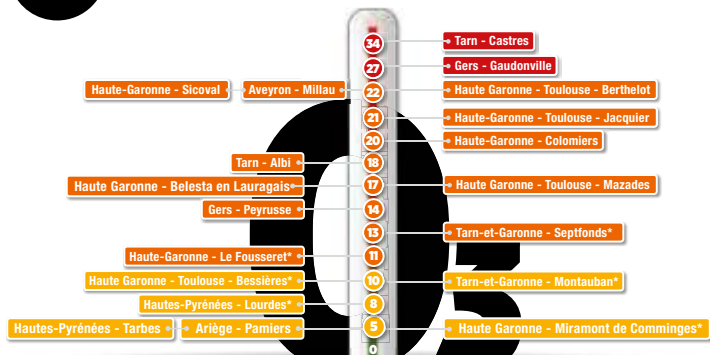 34 Tarn - Castres
27 Gers - Gaudonville
Haute-Garonne - Sicoval Aveyron - Millau 22 Haute Garonne - Toulouse - Berthelot
21 Haute-Garonne - Toulouse - Jacquier
20 Haute-Garonne - Colomiers
Tarn - Albi 18
Haute Garonne - Belesta en Lauragais 17 Haute Garonne - Toulouse - Mazades
Gers - Peyrusse 14
13 Tarn-et-Garonne - Septfonds*
Haute-Garonne - Le Fousseret* 11
Haute Garonne - Toulouse - Bessières* 10 Tarn-et-Garonne - Montauban*
Hautes-Pyrénées - Lourdes* 8
Hautes-Pyrénées - Tarbes Ariège - Pamiers 5 Haute Garonne - Miramont de Comminges*
0
O3